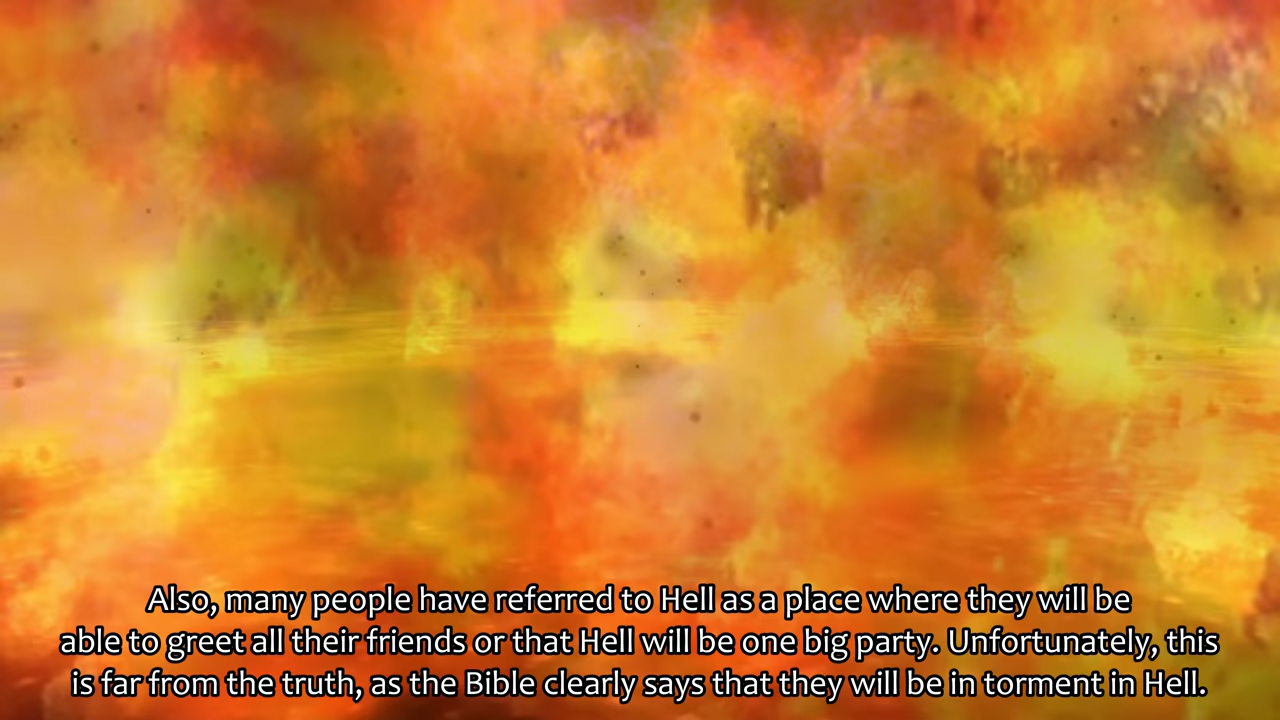 Also, many people have referred to Hell as a place where they will be
able to greet all their friends or that Hell will be one big party. Unfortunately, this
is far from the truth, as the Bible clearly says that they will be in torment in Hell.